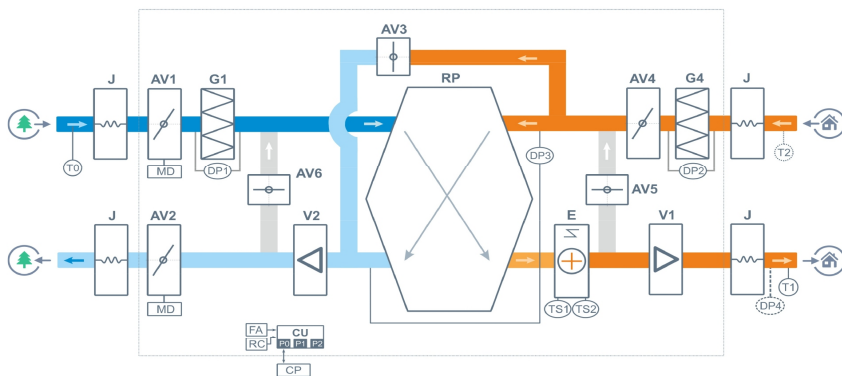 AV3
J AV1 G1 RP AV4 G4 J
T0 MD DP1 DP3 DP2 T2
AV6 AV5
J AV2 V2 E V1 J
MD TS1 TS2 DP4 T1
FA CU
RC P0 P1 P2
CP